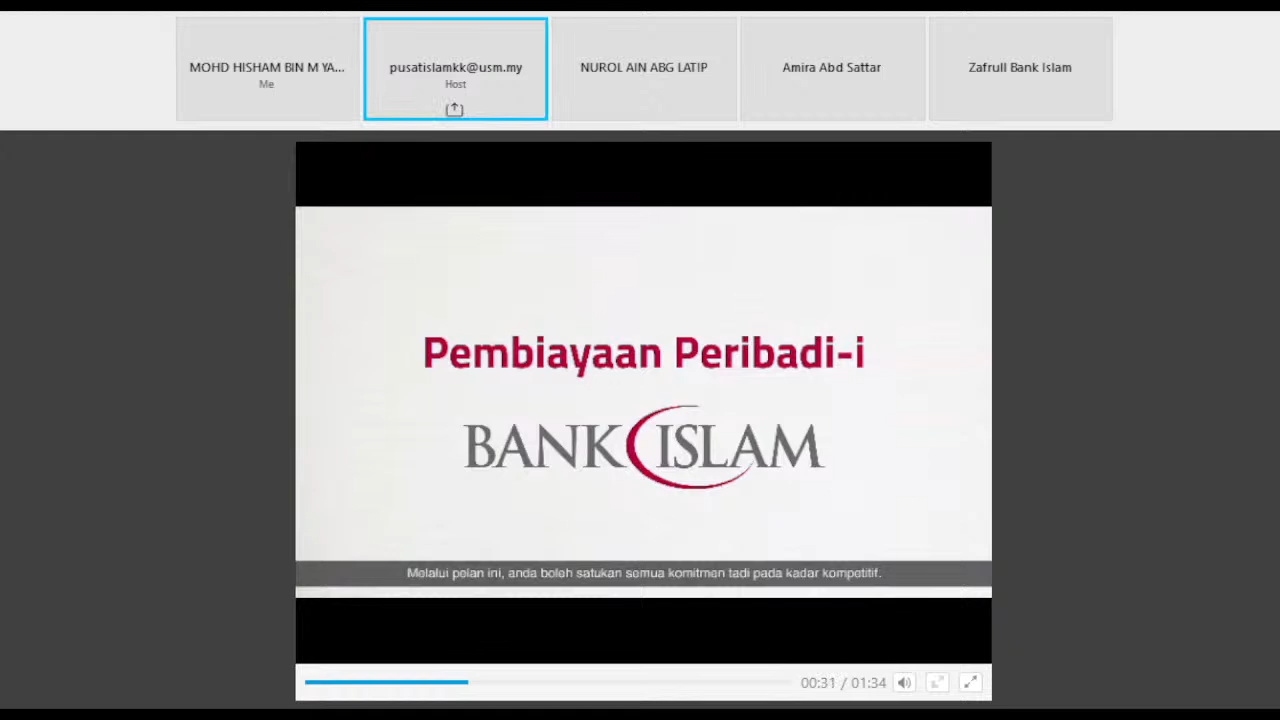 MOHD HISHAM BIN M YA...
Me
pusatislamkk@usm.my
Host
NUROL AIN ABG LATIP
Amira Abd Sattar
Zafrull Bank Islam
Pembiayaan Peribadi-i
BANK ISLAM
Melalui pelan ini, anda boleh satukan semua komitmen tadi pada kadar kompetitif.
00:31 / 01:34